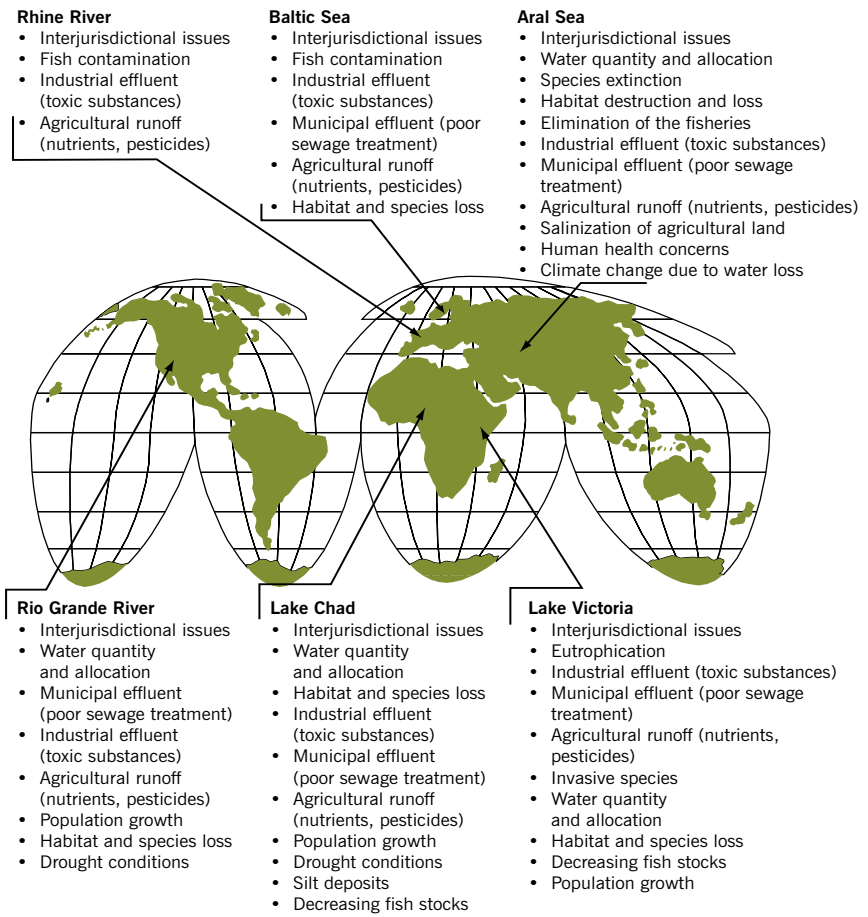 Rhine River
• Interjurisdictional issues
• Fish contamination
• Industrial effluent
(toxic substances)
• Agricultural runoff
(nutrients, pesticides)
Baltic Sea
• Interjurisdictional issues
• Fish contamination
• Industrial effluent
(toxic substances)
• Municipal effluent (poor
sewage treatment)
• Agricultural runoff
(nutrients, pesticides)
• Habitat and species loss
Aral Sea
• Interjurisdictional issues
• Water quantity and allocation
• Species extinction
• Habitat destruction and loss
• Elimination of the fisheries
• Industrial effluent (toxic substances)
• Municipal effluent (poor sewage
treatment)
• Agricultural runoff (nutrients, pesticides)
• Salinization of agricultural land
• Human health concerns
• Climate change due to water loss
Rio Grande River
• Interjurisdictional issues
• Water quantity
and allocation
• Municipal effluent
(poor sewage treatment)
• Industrial effluent
(toxic substances)
• Agricultural runoff
(nutrients, pesticides)
• Population growth
• Habitat and species loss
• Drought conditions
Lake Chad
• Interjurisdictional issues
• Water quantity
and allocation
• Habitat and species loss
• Industrial effluent
(toxic substances)
• Municipal effluent
(poor sewage treatment)
• Agricultural runoff
(nutrients, pesticides)
• Population growth
• Drought conditions
• Silt deposits
• Decreasing fish stocks
Lake Victoria
• Interjurisdictional issues
• Eutrophication
• Industrial effluent (toxic substances)
• Municipal effluent (poor sewage
treatment)
• Agricultural runoff (nutrients,
pesticides)
• Invasive species
• Water quantity
and allocation
• Habitat and species loss
• Decreasing fish stocks
• Population growth